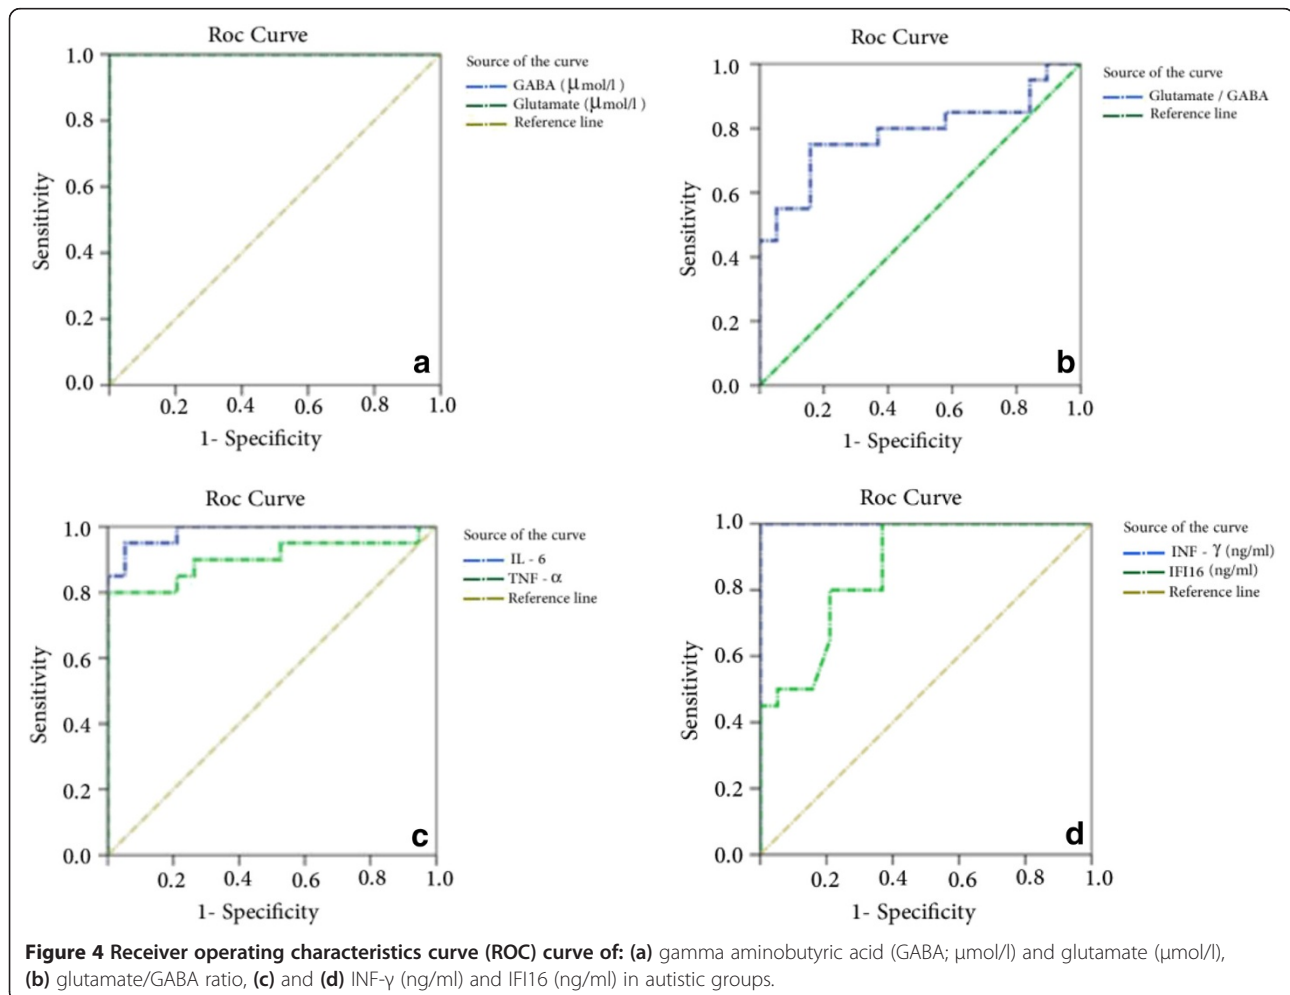 Roc Curve
Source of the curve
GABA (μmol/l )
Glutamate (μmol/l )
Reference line
1.0
0.8
0.6
0.4
0.2
0.0
Sensitivity
a
0.2 0.4 0.6 0.8 1.0
1- Specificity
Roc Curve
Source of the curve
Glutamate / GABA
Reference line
1.0
0.8
0.6
0.4
0.2
0.0
Sensitivity
b
0.2 0.4 0.6 0.8 1.0
1- Specificity
Roc Curve
Source of the curve
IL - 6
TNF - α
Reference line
1.0
0.8
0.6
0.4
0.2
0.0
Sensitivity
c
0.2 0.4 0.6 0.8 1.0
1- Specificity
Roc Curve
Source of the curve
INF - γ (ng/ml)
IFI16 (ng/ml)
Reference line
1.0
0.8
0.6
0.4
0.2
0.0
Sensitivity
d
0.2 0.4 0.6 0.8 1.0
1- Specificity
Figure 4 Receiver operating characteristics curve (ROC) curve of: (a) gamma aminobutyric acid (GABA; μmol/l) and glutamate (μmol/l),
(b) glutamate/GABA ratio, (c) and (d) INF-γ (ng/ml) and IFI16 (ng/ml) in autistic groups.